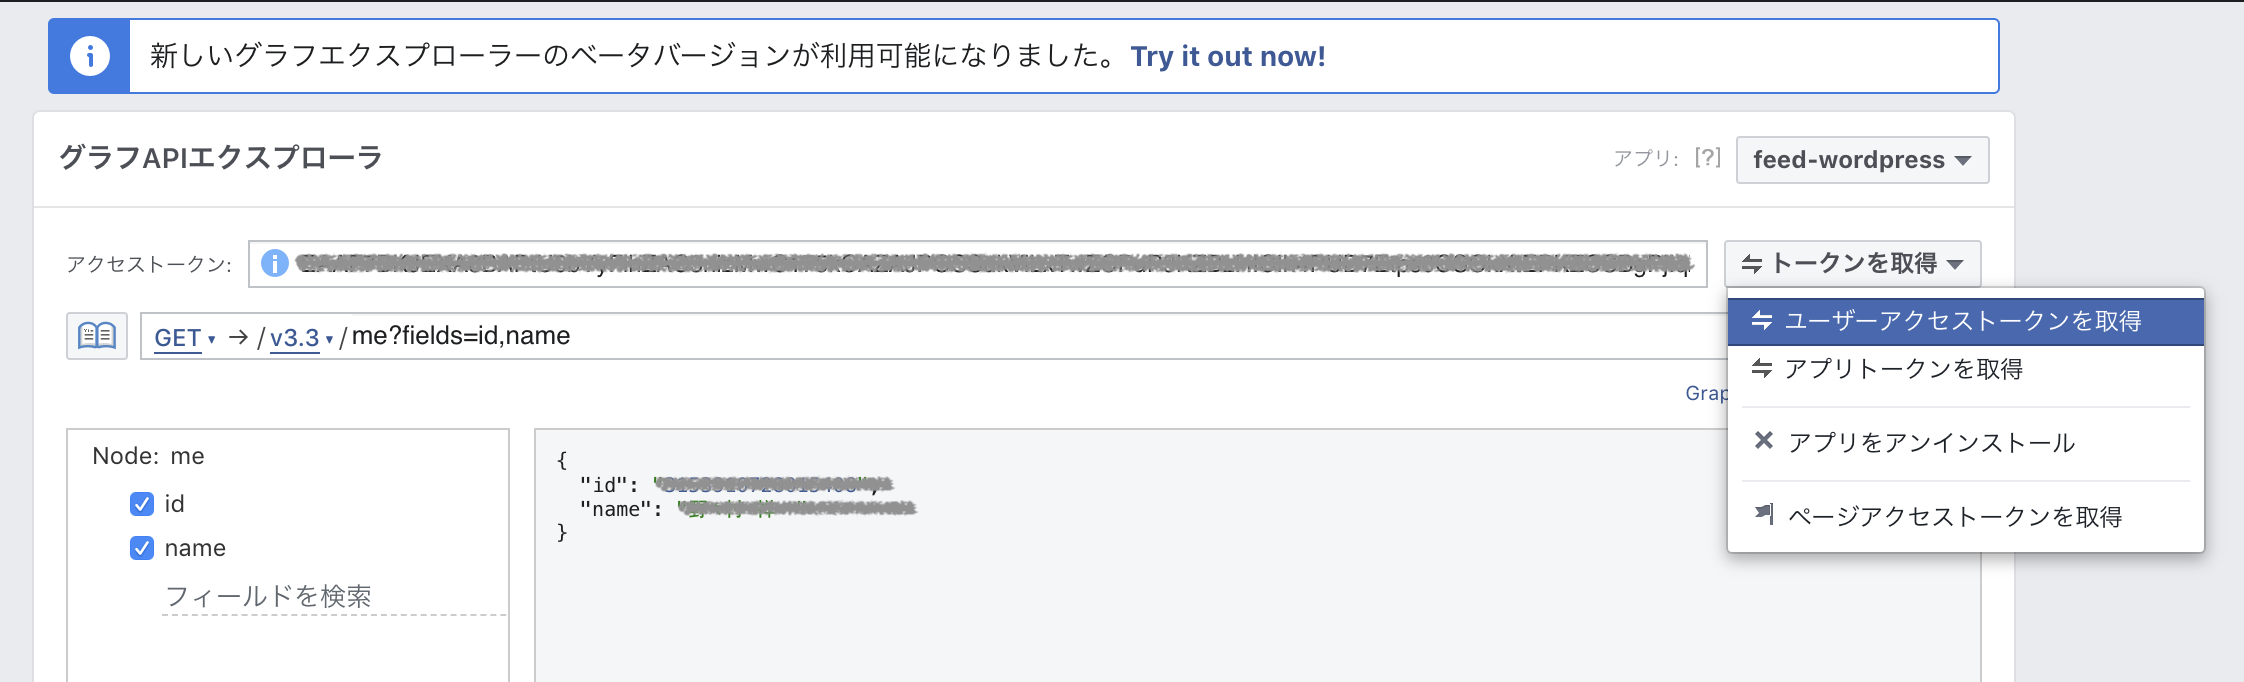 新しいグラフエクスプローラーのベータバージョンが利用可能になりました。 Try it out now!
グラフAPIエクスプローラ
アプリ: [?] feed-wordpress
アクセストークン:
トークンを取得
GET → / v3.3 / me?fields=id,name
ユーザーアクセストークンを取得
アプリトークンを取得
アプリをアンインストール
ページアクセストークンを取得
Grap
Node: me
id
name
フィールドを検索
{
"id":
"name":
}